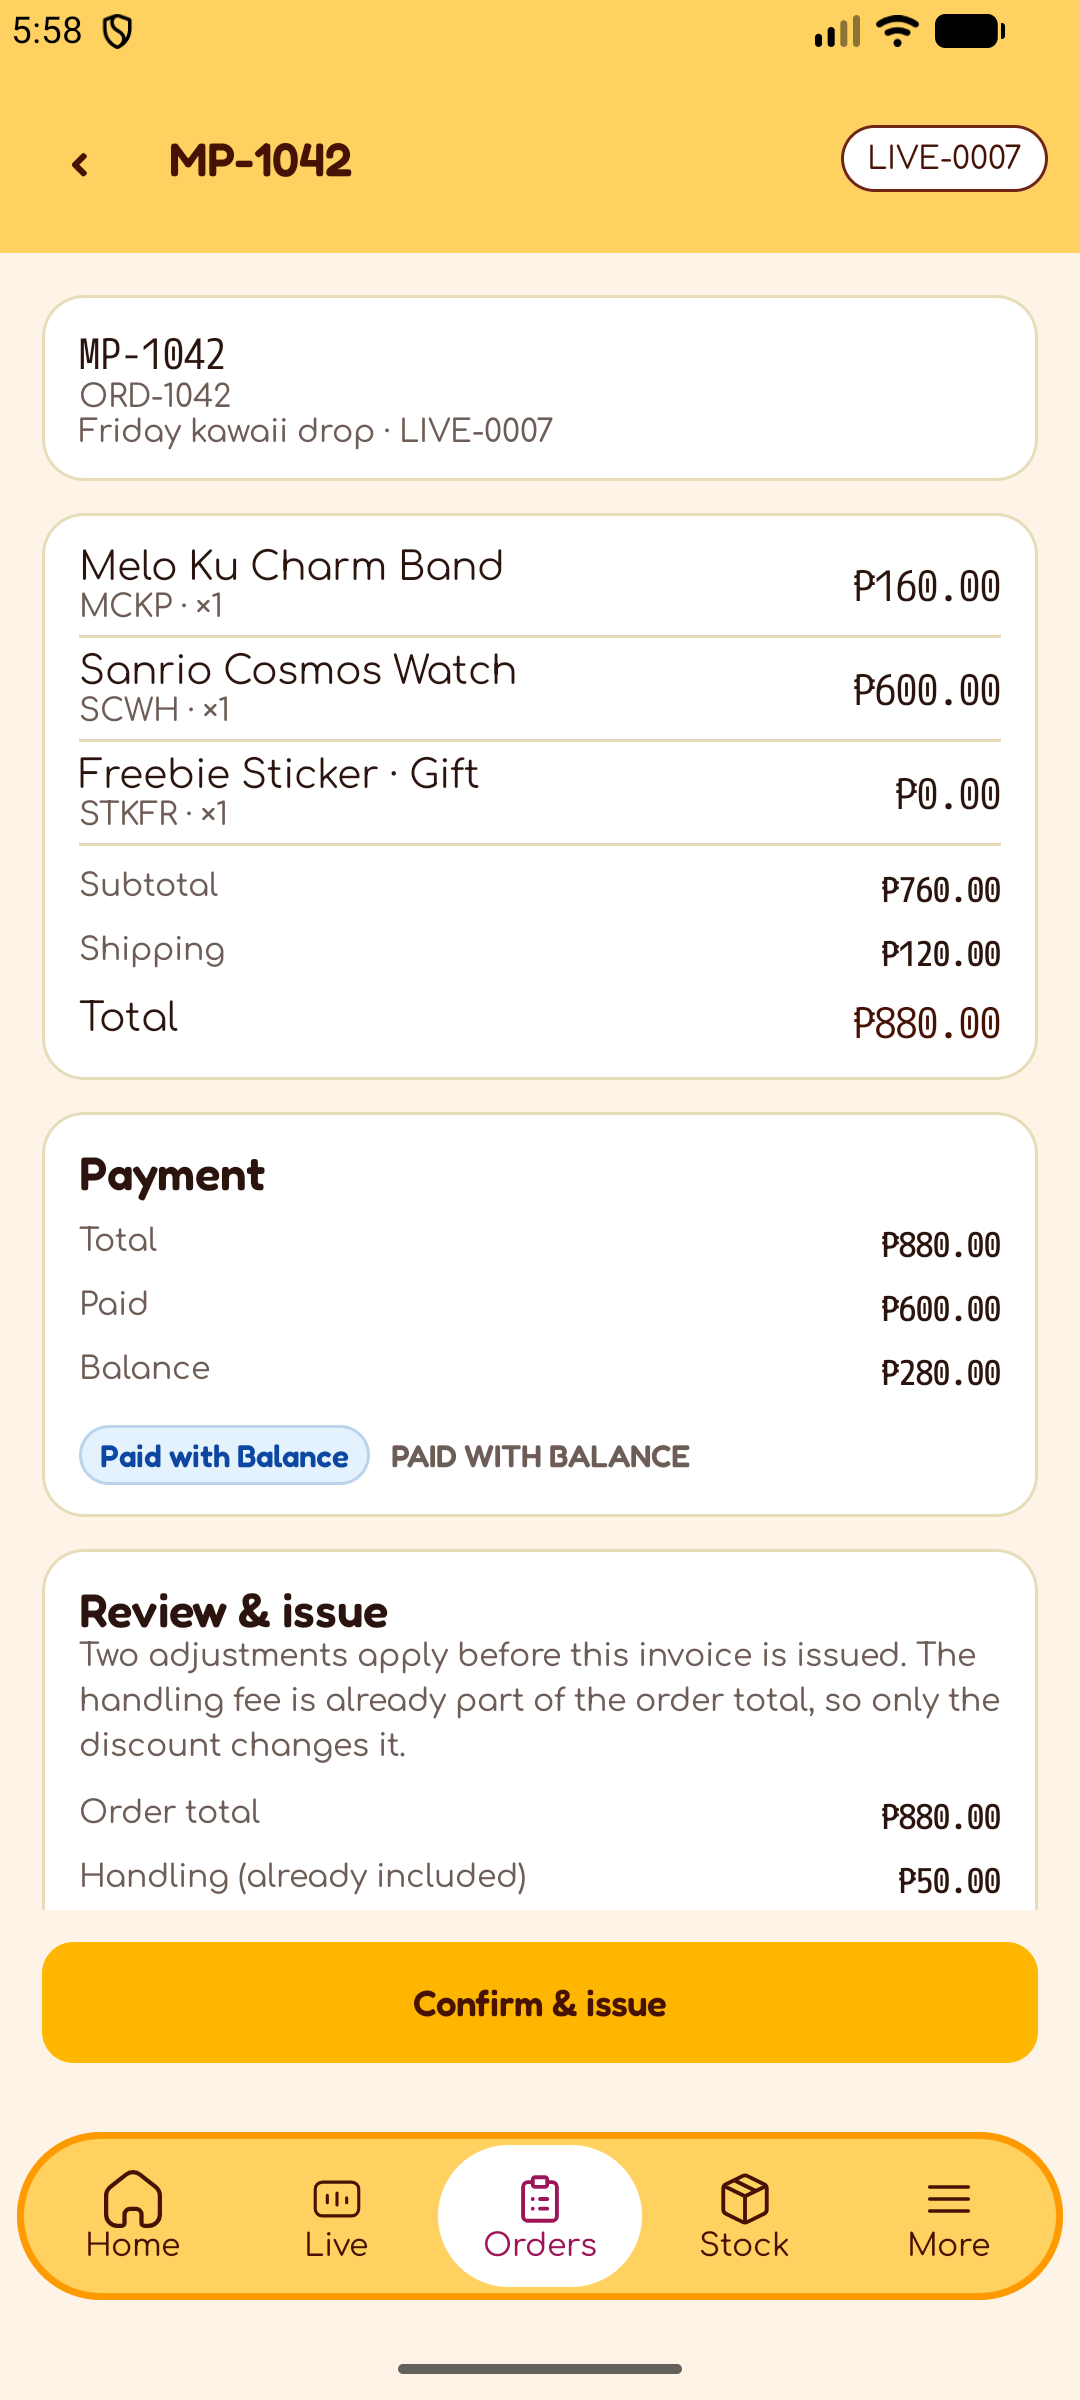 5:58
MP-1042
LIVE-0007
MP-1042
ORD-1042
Friday kawaii drop · LIVE-0007
Melo Ku Charm Band
MCKP · ×1
₱160.00
Sanrio Cosmos Watch
SCWH · ×1
₱600.00
Freebie Sticker · Gift
STKFR · ×1
₱0.00
Subtotal ₱760.00
Shipping ₱120.00
Total ₱880.00
Payment
Total ₱880.00
Paid ₱600.00
Balance ₱280.00
Paid with Balance PAID WITH BALANCE
Review & issue
Two adjustments apply before this invoice is issued. The
handling fee is already part of the order total, so only the
discount changes it.
Order total ₱880.00
Handling (already included) ₱50.00
Confirm & issue
Home Live Orders Stock More